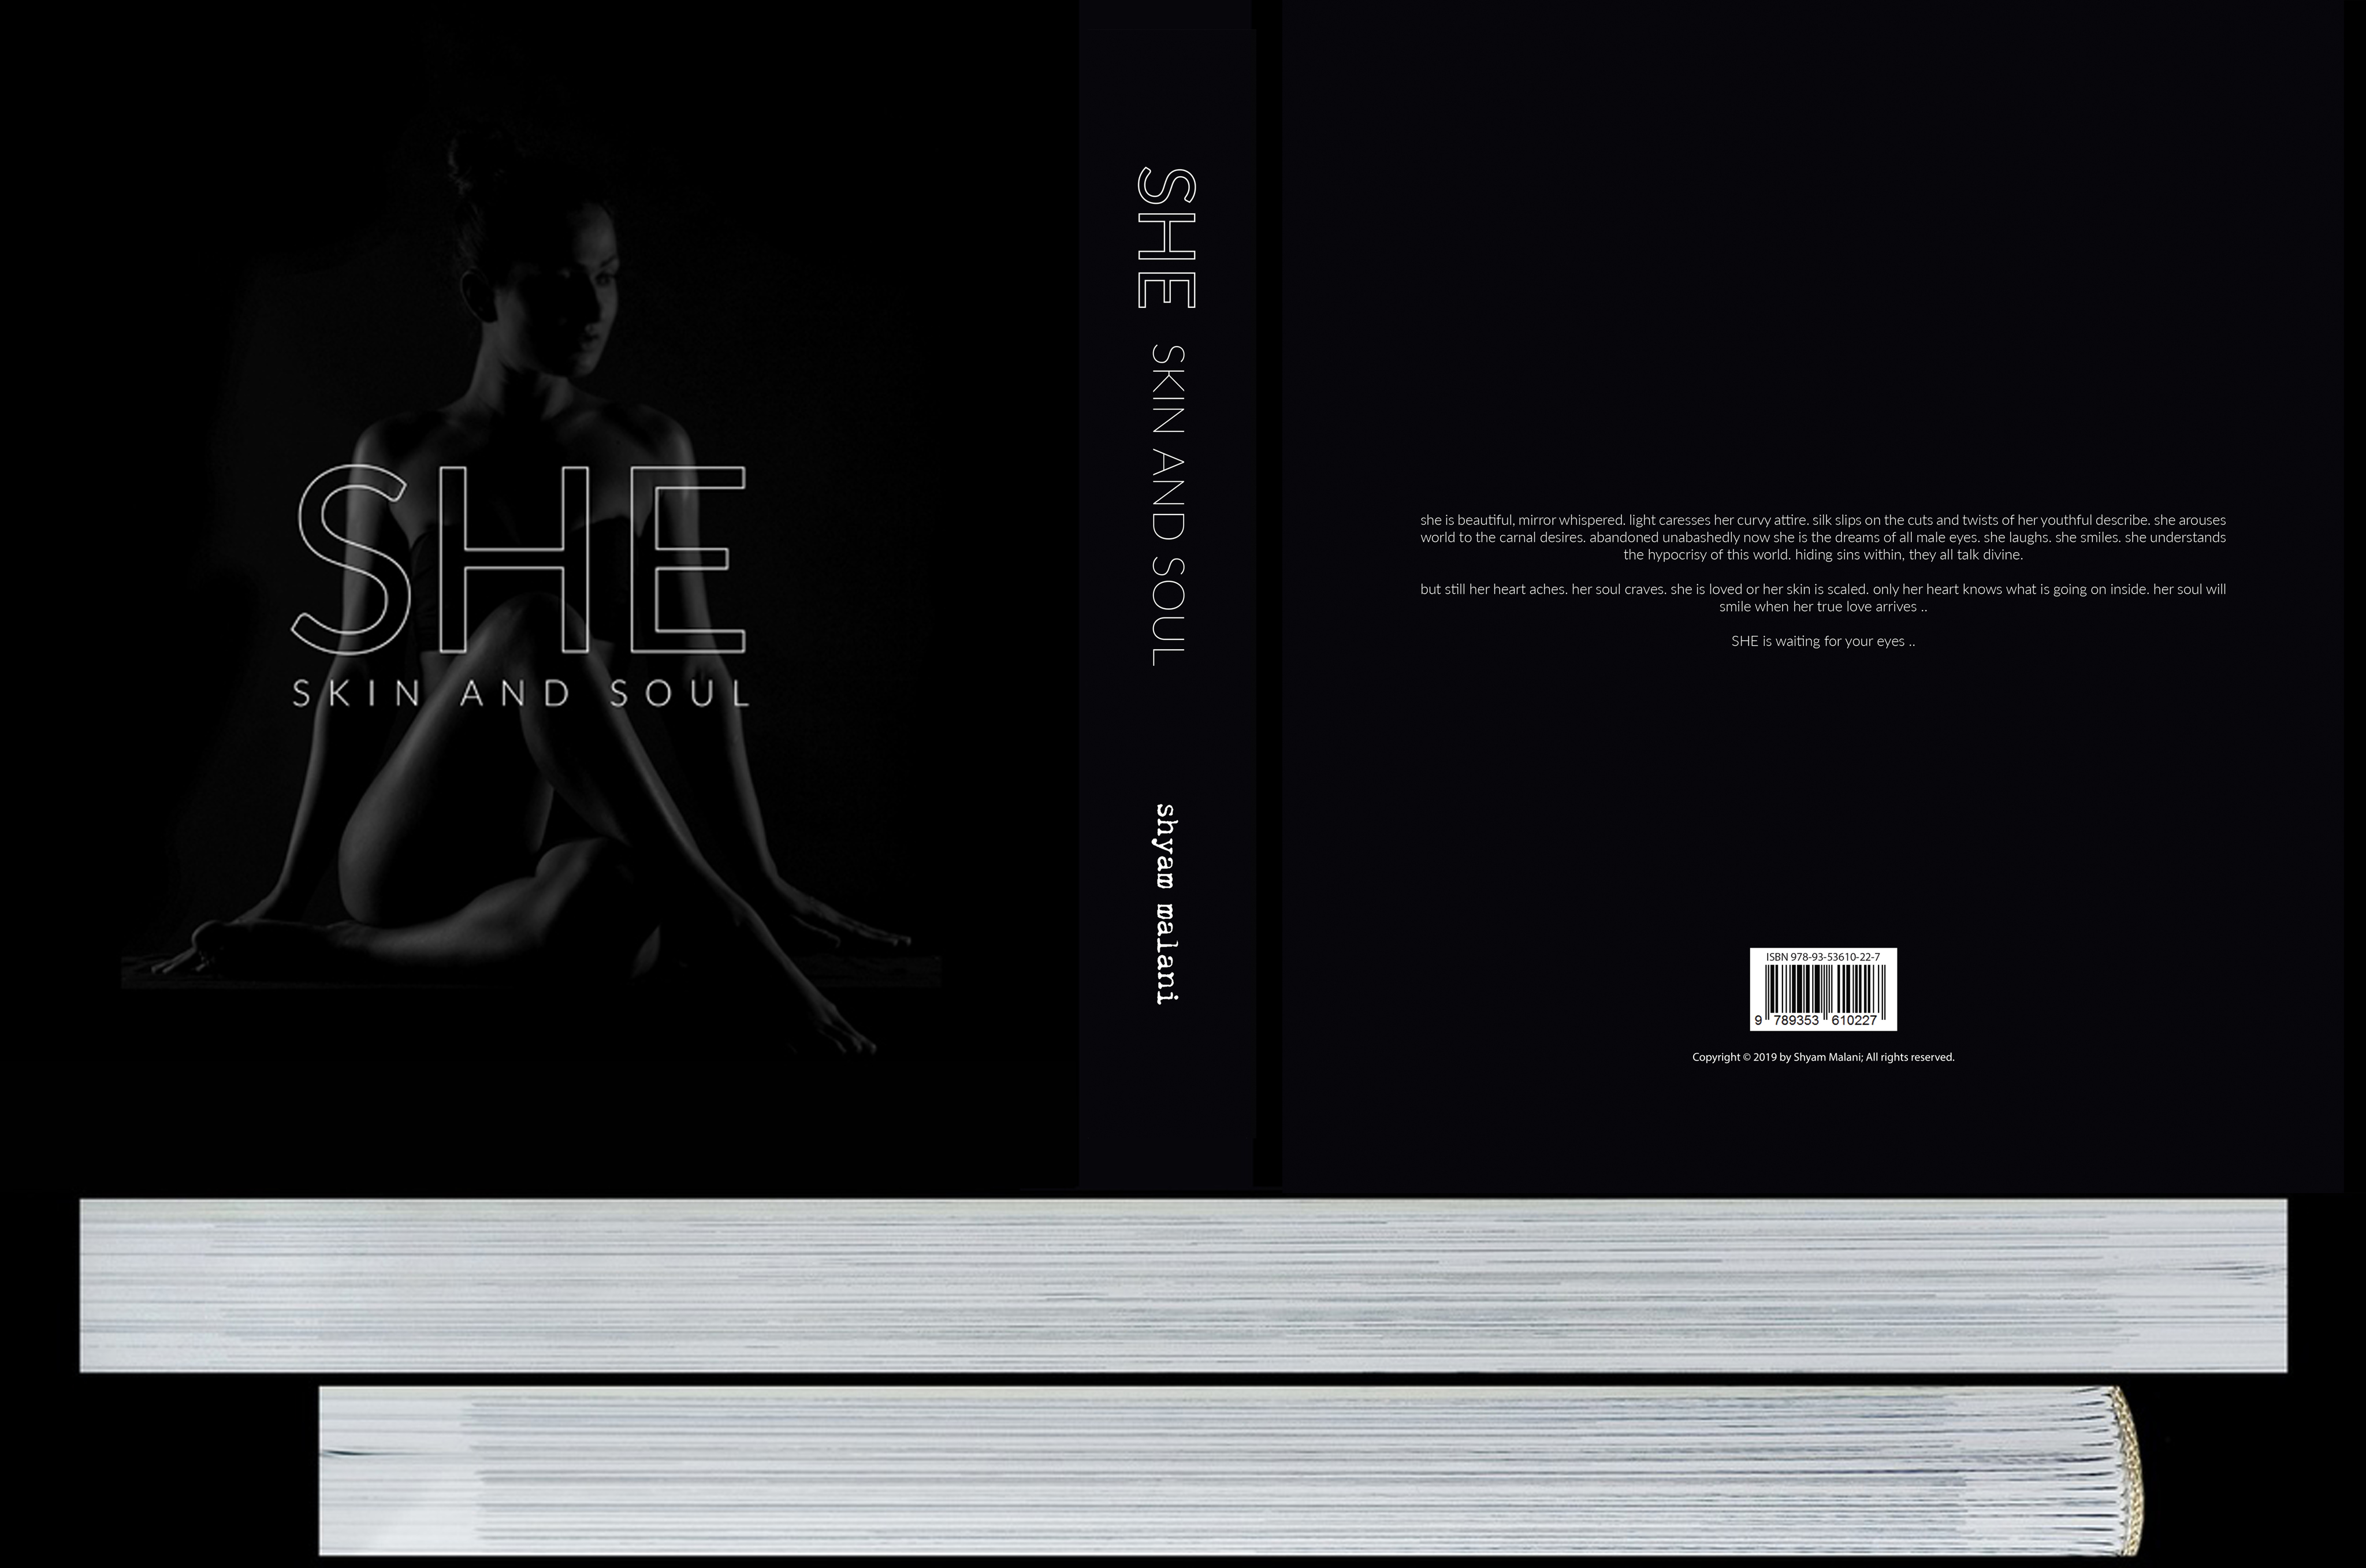 SHE
SKIN AND SOUL
SHE SKIN AND SOUL shyam malani
she is beautiful, mirror whispered. light caresses her curvy attire. silk slips on the cuts and twists of her youthful describe. she arouses
world to the carnal desires. abandoned unabashedly now she is the dreams of all male eyes. she laughs. she smiles. she understands
the hypocrisy of this world. hiding sins within, they all talk divine.
but still her heart aches. her soul craves. she is loved or her skin is scaled. only her heart knows what is going on inside. her soul will
smile when her true love arrives ..
SHE is waiting for your eyes ..
ISBN 978-93-53610-22-7
9 789353 610227
Copyright © 2019 by Shyam Malani; All rights reserved.